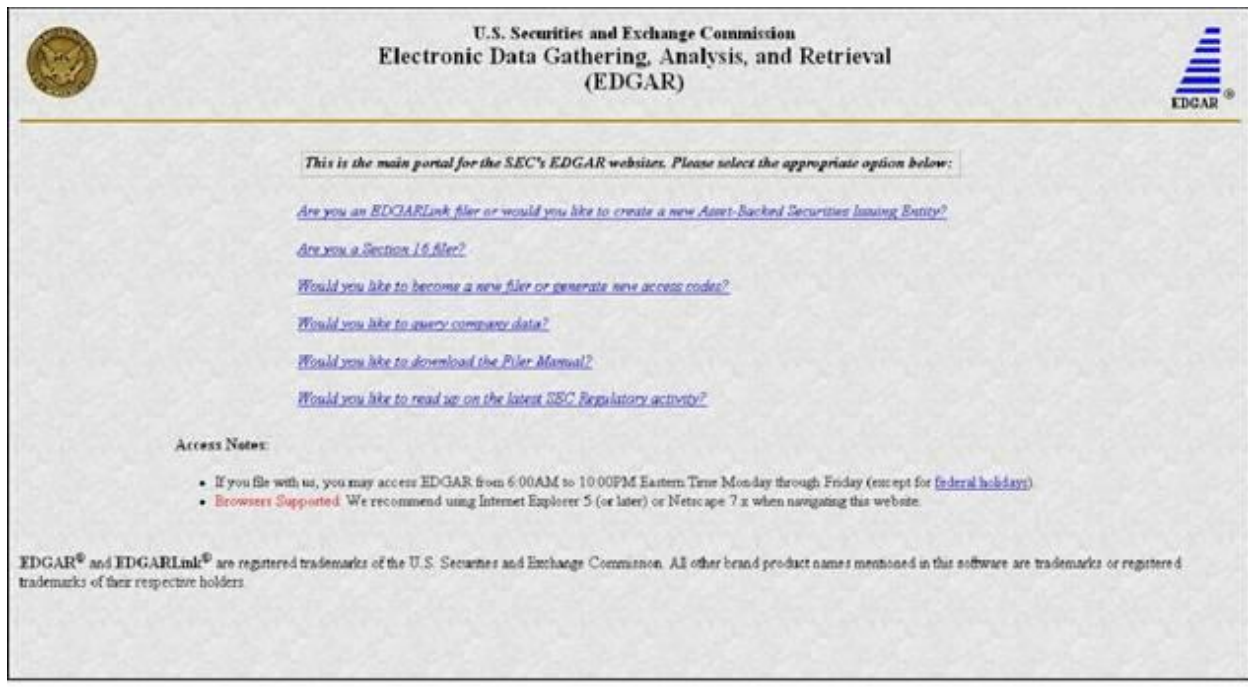 U.S. Securities and Exchange Commission
Electronic Data Gathering, Analysis, and Retrieval
(EDGAR)
EDGAR ®
This is the main portal for the SEC's EDGAR websites. Please select the appropriate option below:
Are you an EDGARLink filer or would you like to create a new Asset-Backed Securities Issuing Entity?
Are you a Section 16 filer?
Would you like to become a new filer or generate new access codes?
Would you like to query company data?
Would you like to download the Filer Manual?
Would you like to read up on the latest SEC Regulatory activity?
Access Notes:
• If you file with us, you may access EDGAR from 6:00AM to 10:00PM Eastern Time Monday through Friday (except for federal holidays).
• Browsers Supported: We recommend using Internet Explorer 5 (or later) or Netscape 7.x when navigating this website.
EDGAR® and EDGARLink® are registered trademarks of the U.S. Securities and Exchange Commission. All other brand product names mentioned in this software are trademarks or registered
trademarks of their respective holders.